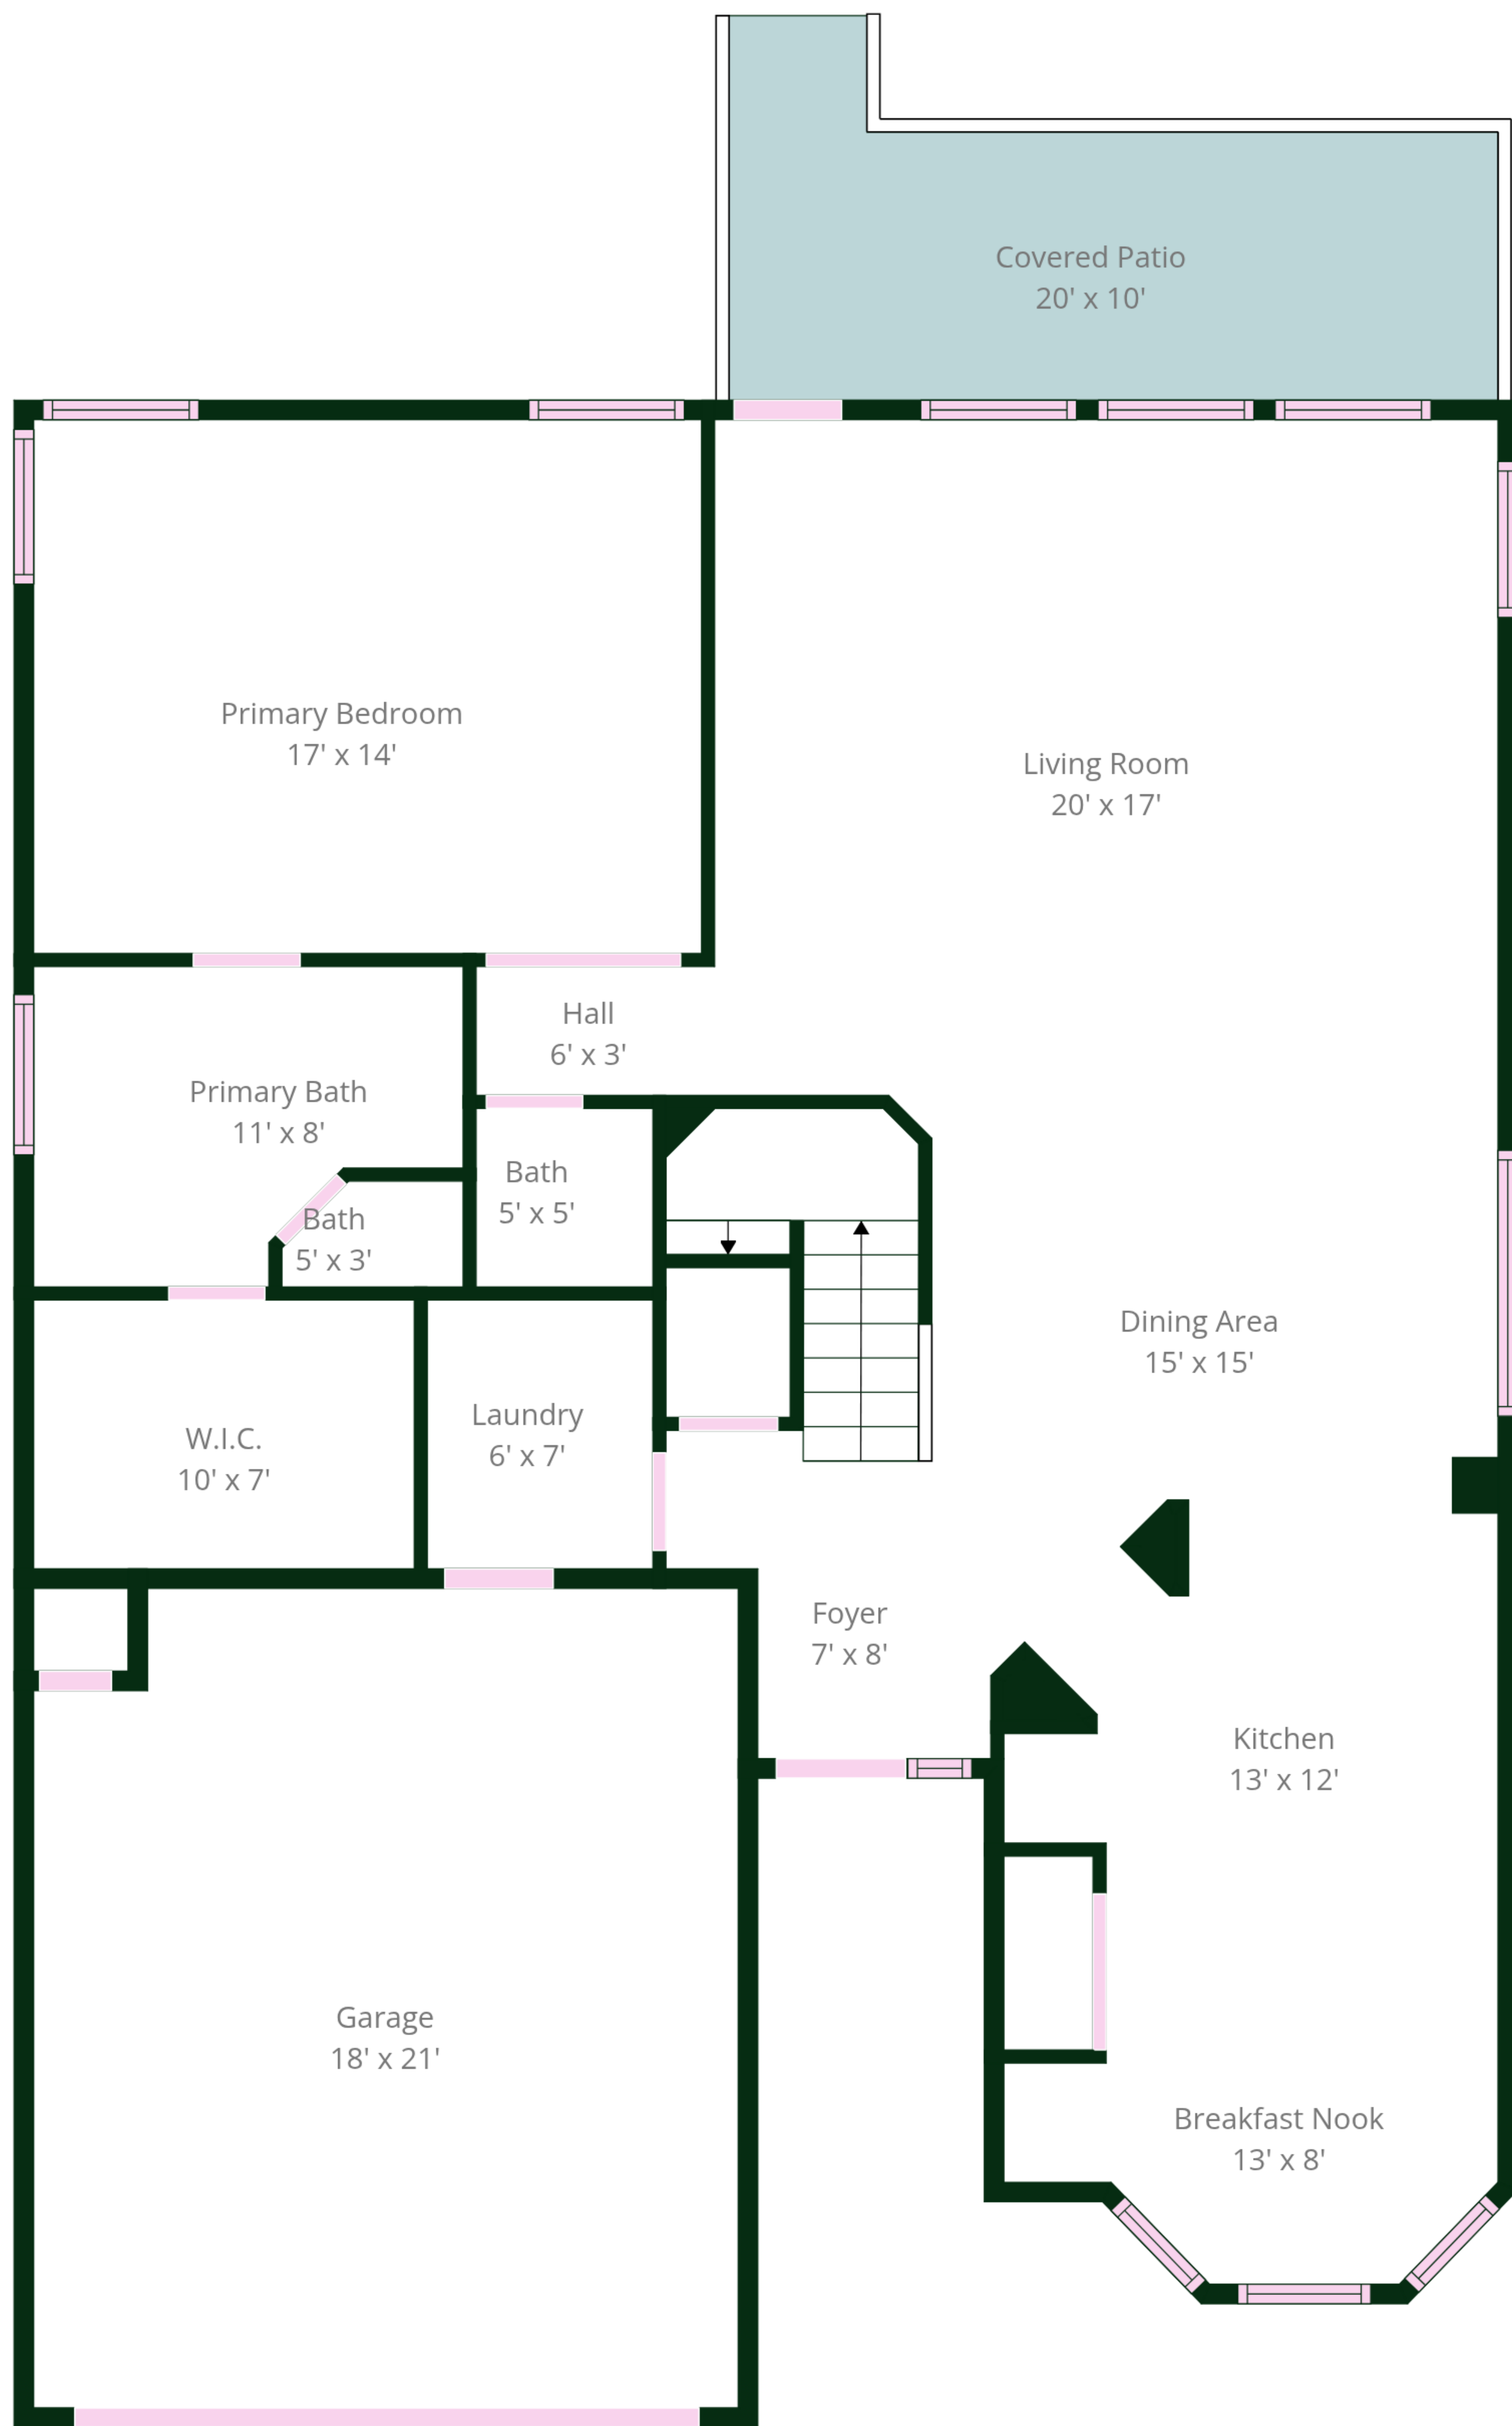 Covered Patio
20' x 10'
Primary Bedroom
17' x 14'
Living Room
20' x 17'
Hall
6' x 3'
Primary Bath
11' x 8'
Bath
5' x 5'
Bath
5' x 3'
Dining Area
15' x 15'
Laundry
6' x 7'
W.I.C.
10' x 7'
Foyer
7' x 8'
Kitchen
13' x 12'
Garage
18' x 21'
Breakfast Nook
13' x 8'